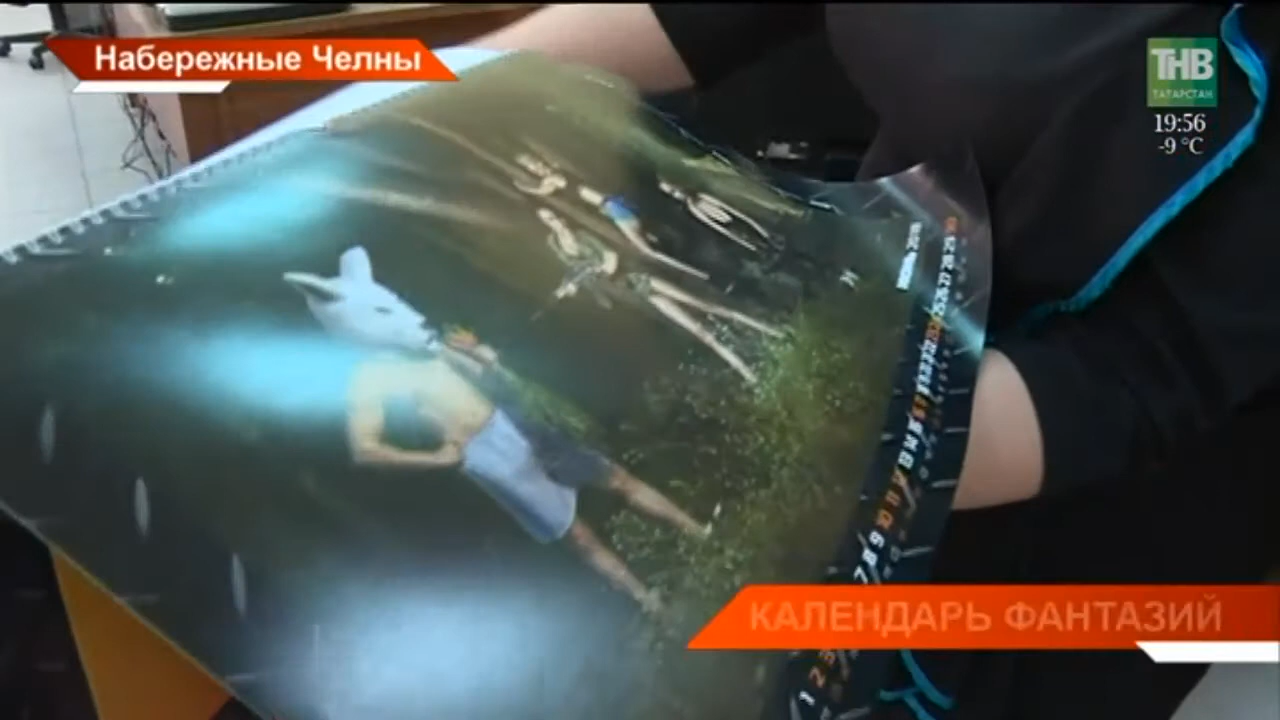 Набережные Челны
ТНВ
ТАТАРСТАН
19:56
-9 °C
КАЛЕНДАРЬ ФАНТАЗИЙ